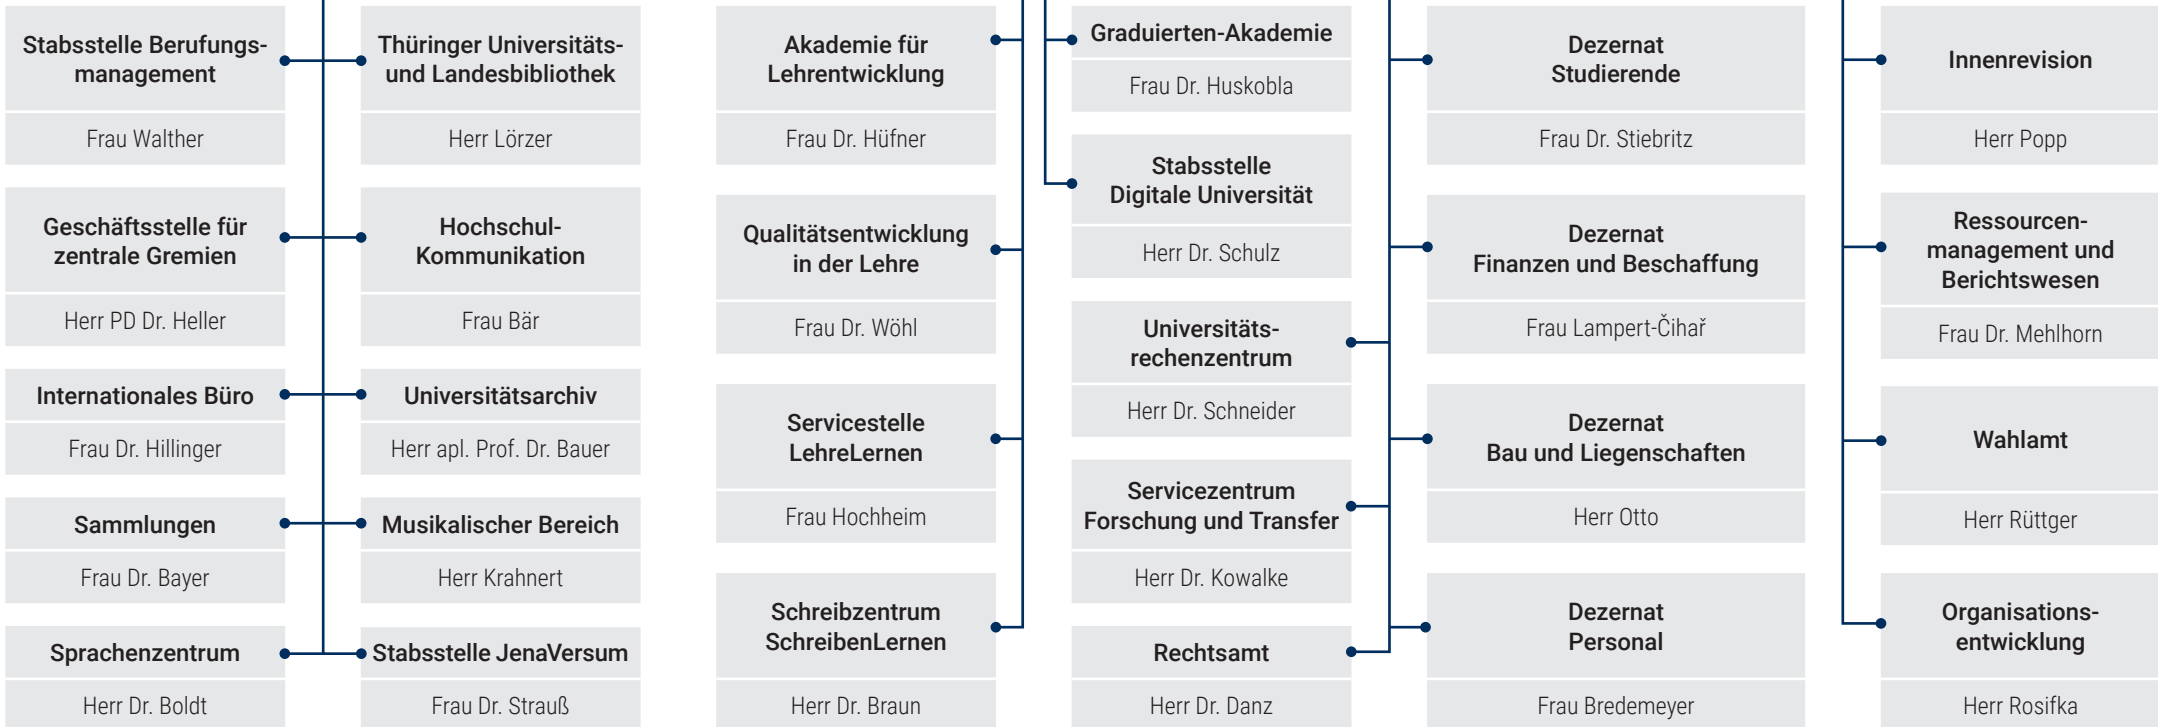 Stabsstelle Berufungs-
management
Frau Walther
Geschäftsstelle für
zentrale Gremien
Herr PD Dr. Heller
Internationales Büro
Frau Dr. Hillinger
Sammlungen
Frau Dr. Bayer
Sprachenzentrum
Herr Dr. Boldt
Thüringer Universitäts-
und Landesbibliothek
Herr Lörzer
Hochschul-
Kommunikation
Frau Bär
Universitätsarchiv
Herr apl. Prof. Dr. Bauer
Musikalischer Bereich
Herr Krahnert
Stabsstelle JenaVersum
Frau Dr. Strauß
Akademie für
Lehrentwicklung
Frau Dr. Hüfner
Qualitätsentwicklung
in der Lehre
Frau Dr. Wöhl
Servicestelle
LehreLernen
Frau Hochheim
Schreibzentrum
SchreibenLernen
Herr Dr. Braun
Graduierten-Akademie
Frau Dr. Huskobla
Stabsstelle
Digitale Universität
Herr Dr. Schulz
Universitäts-
rechenzentrum
Herr Dr. Schneider
Servicezentrum
Forschung und Transfer
Herr Dr. Kowalke
Rechtsamt
Herr Dr. Danz
Dezernat
Studierende
Frau Dr. Stiebritz
Dezernat
Finanzen und Beschaffung
Frau Lampert-Čihař
Dezernat
Bau und Liegenschaften
Herr Otto
Dezernat
Personal
Frau Bredemeyer
Innenrevision
Herr Popp
Ressourcen-
management und
Berichtswesen
Frau Dr. Mehlhorn
Wahlamt
Herr Rüttger
Organisations-
entwicklung
Herr Rosifka